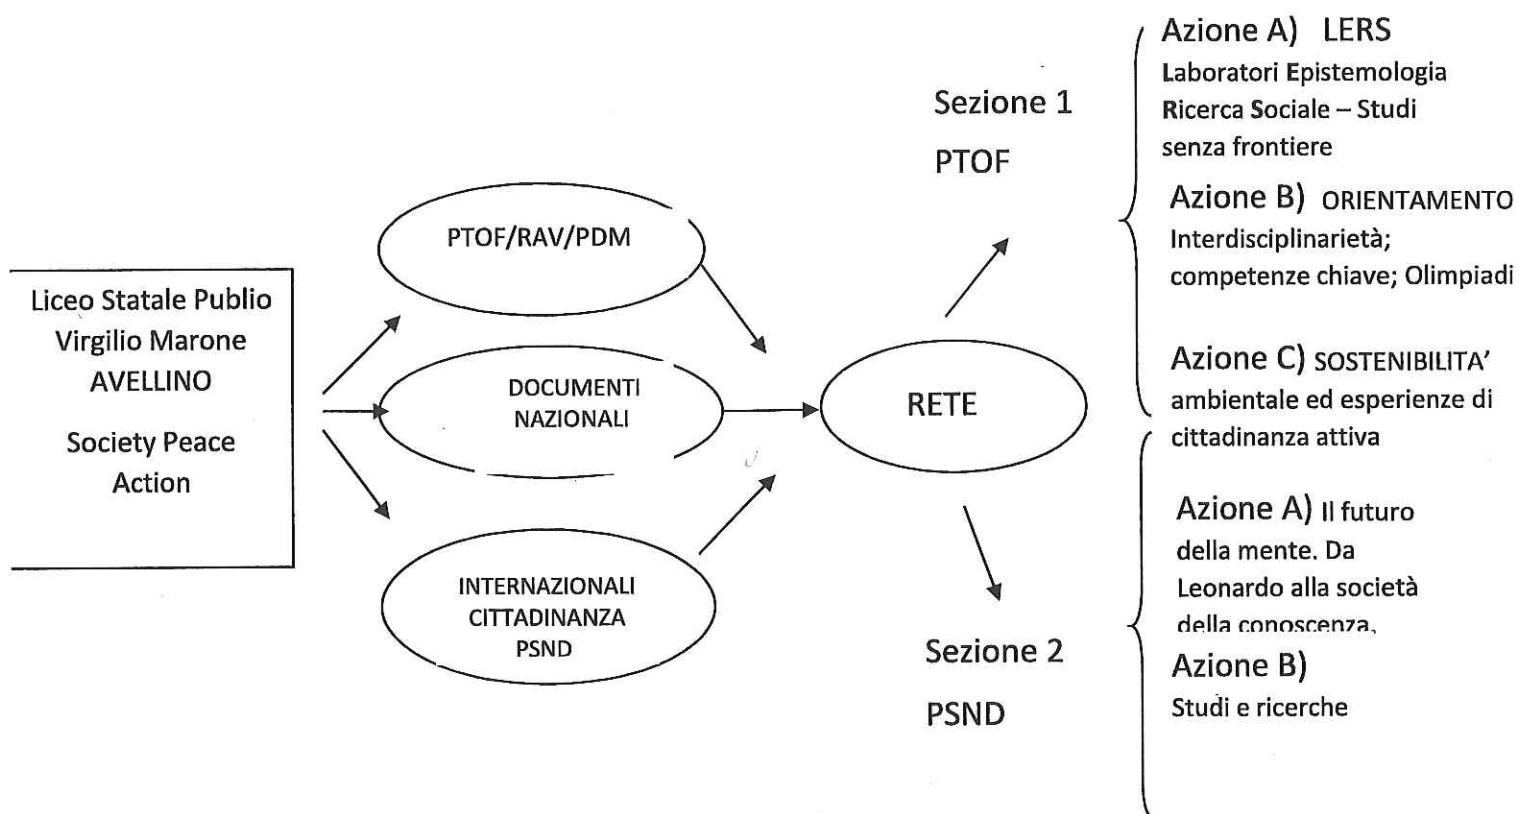 Liceo Statale Publio
Virgilio Marone
AVELLINO
Society Peace
Action
PTOF/RAV/PDM
DOCUMENTI
NAZIONALI
INTERNAZIONALI
CITTADINANZA
PSND
RETE
Sezione 1
PTOF
Azione A) LERS
Laboratori Epistemologia
Ricerca Sociale – Studi
senza frontiere
Azione B) ORIENTAMENTO
Interdisciplinarietà;
competenze chiave; Olimpiadi
Azione C) SOSTENIBILITA'
ambientale ed esperienze di
cittadinanza attiva
Sezione 2
PSND
Azione A) Il futuro
della mente. Da
Leonardo alla società
della conoscenza,
Azione B)
Studi e ricerche